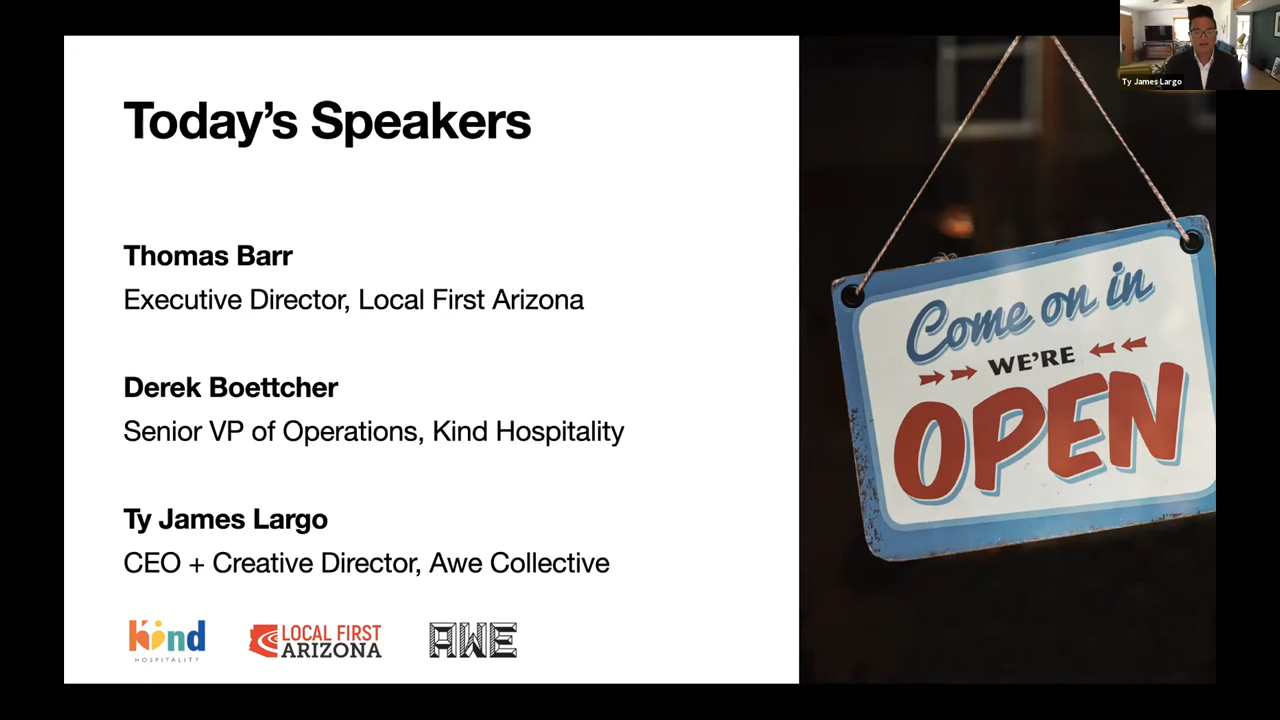 Today's Speakers
Thomas Barr
Executive Director, Local First Arizona
Derek Boettcher
Senior VP of Operations, Kind Hospitality
Ty James Largo
CEO + Creative Director, Awe Collective
kind
HOSPITALITY
LOCAL FIRST
ARIZONA
AWE
Come on in
WE'RE
OPEN
Ty James Largo